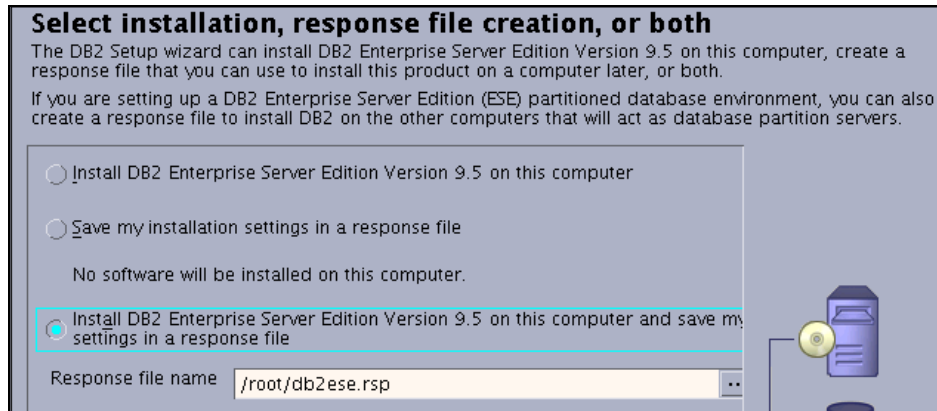 Select installation, response file creation, or both
The DB2 Setup wizard can install DB2 Enterprise Server Edition Version 9.5 on this computer, create a
response file that you can use to install this product on a computer later, or both.
If you are setting up a DB2 Enterprise Server Edition (ESE) partitioned database environment, you can also
create a response file to install DB2 on the other computers that will act as database partition servers.
Install DB2 Enterprise Server Edition Version 9.5 on this computer
Save my installation settings in a response file
No software will be installed on this computer.
Install DB2 Enterprise Server Edition Version 9.5 on this computer and save my
settings in a response file
Response file name /root/db2ese.rsp ..